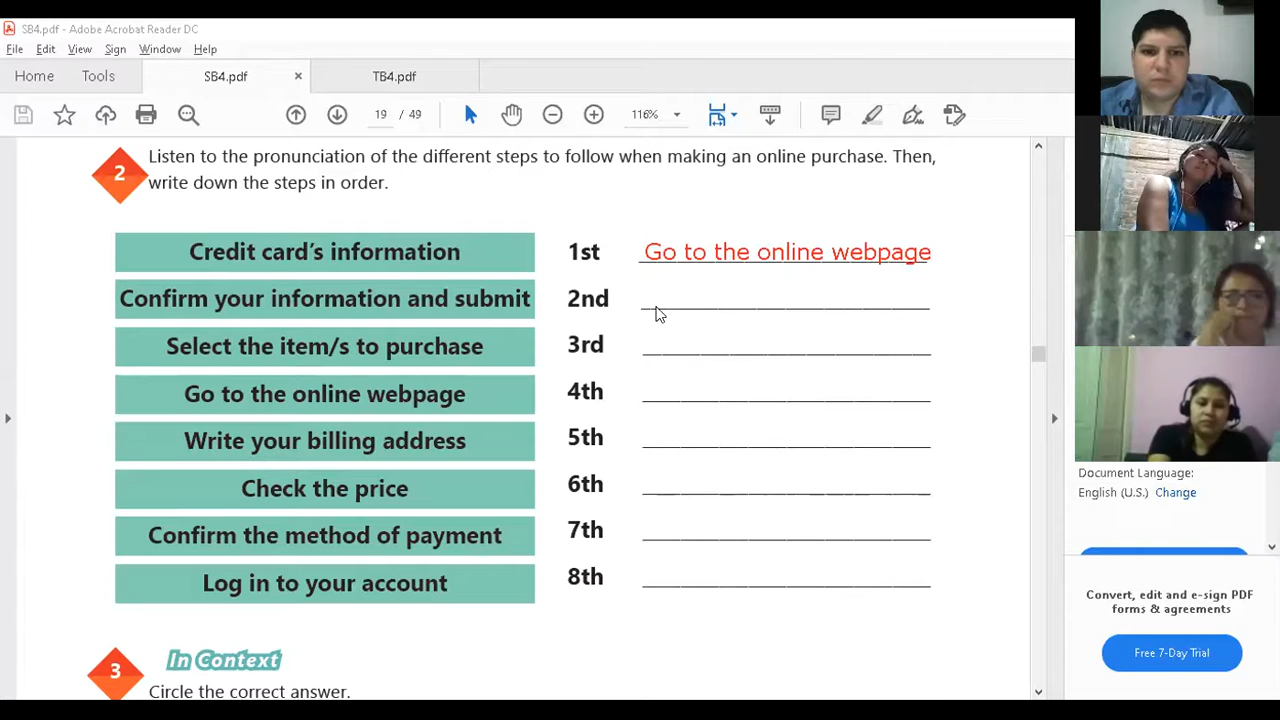 SB4.pdf - Adobe Acrobat Reader DC
File Edit View Sign Window Help
Home Tools SB4.pdf × TB4.pdf
19 / 49 116%
2 Listen to the pronunciation of the different steps to follow when making an online purchase. Then,
write down the steps in order.
Credit card's information 1st Go to the online webpage
Confirm your information and submit 2nd
Select the item/s to purchase 3rd
Go to the online webpage 4th
Write your billing address 5th
Check the price 6th
Confirm the method of payment 7th
Log in to your account 8th
3 In Context
Circle the correct answer.
Document Language:
English (U.S.) Change
Convert, edit and e-sign PDF
forms & agreements
Free 7-Day Trial